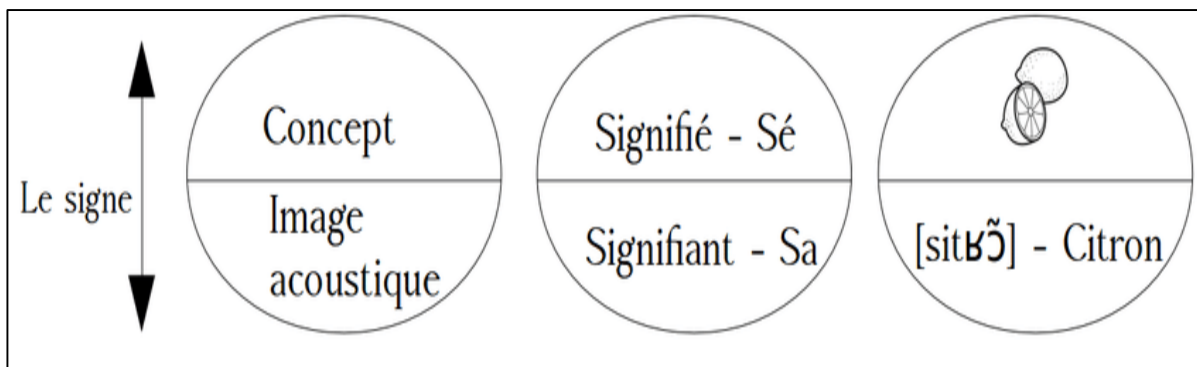 Le signe
Concept
Image
acoustique
Signifié - Sé
Signifiant - Sa
[sitʁɔ̃] - Citron